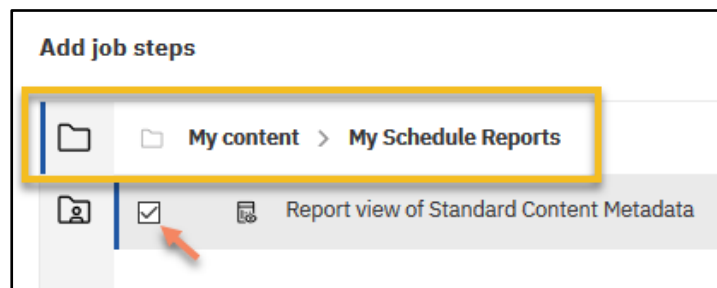 Add job steps
My content > My Schedule Reports
Report view of Standard Content Metadata